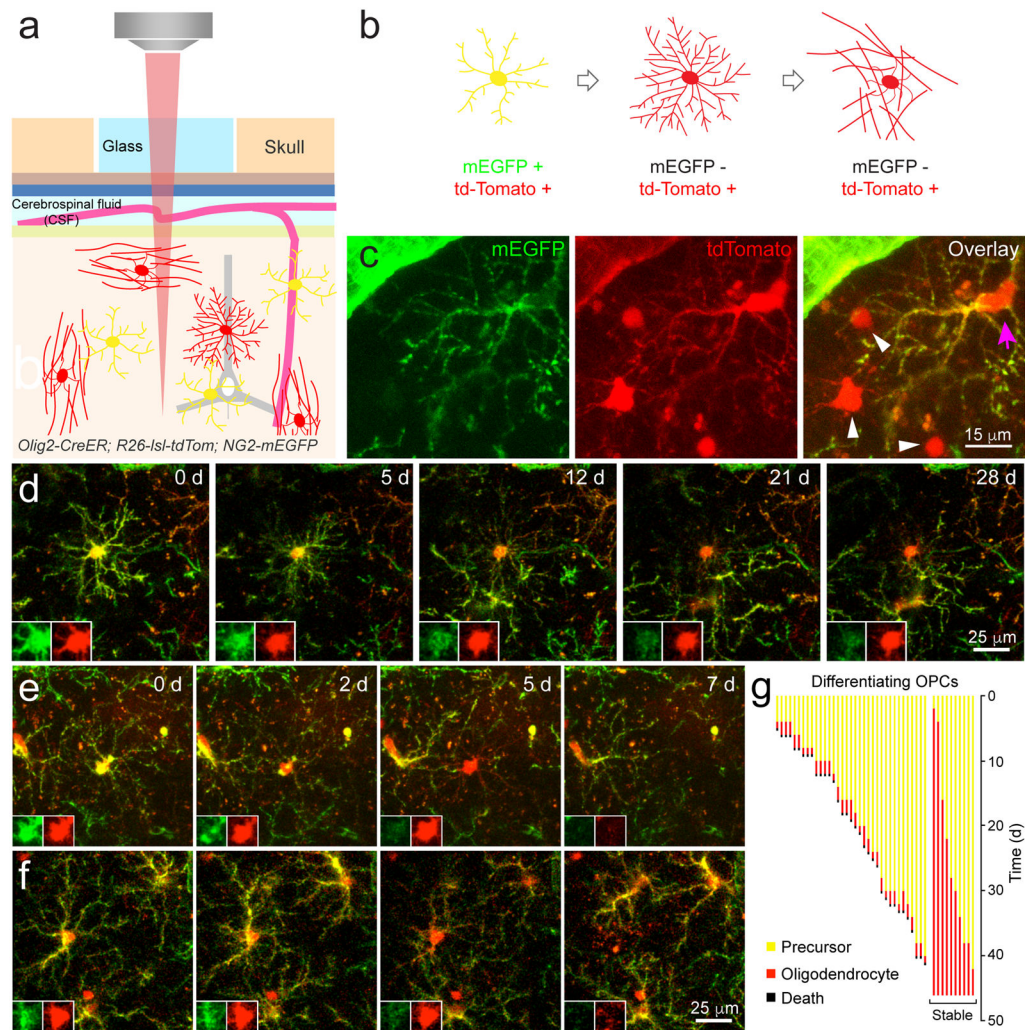 a
Glass
Skull
Cerebrospinal fluid
(CSF)
b
Olig2-CreER; R26-lsl-tdTom; NG2-mEGFP
b
mEGFP +
td-Tomato +
mEGFP -
td-Tomato +
mEGFP -
td-Tomato +
c
mEGFP
tdTomato
Overlay
15 μm
d
0 d
5 d
12 d
21 d
28 d
25 μm
e
0 d
2 d
5 d
7 d
f
25 μm
g
Differentiating OPCs
0
10
20
30
40
50
Time (d)
Precursor
Oligodendrocyte
Death
Stable